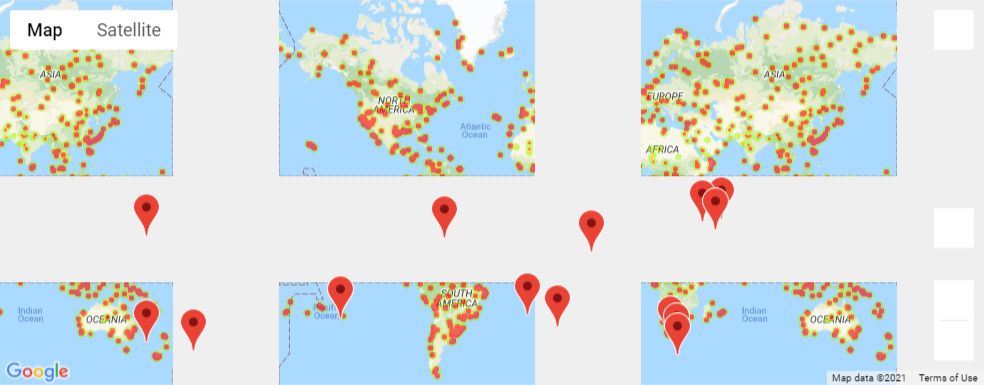 Map Satellite
ASIA
NORTH
AMERICA
Atlantic
Ocean
EUROPE
ASIA
AFRICA
Indian
Ocean
OCEANIA
Ocean
SOUTH
AMERICA
Indian
Ocean
OCEANIA
Google
Map data ©2021 Terms of Use